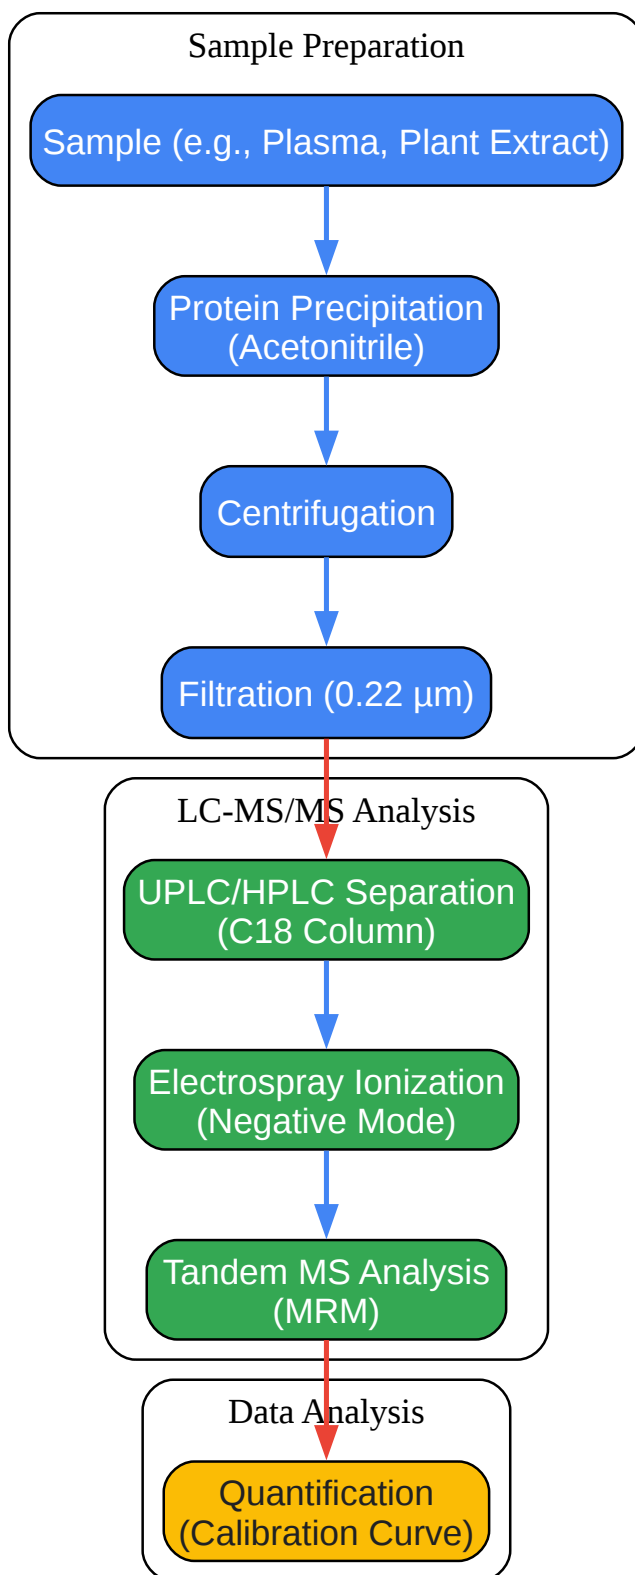 Sample Preparation
Sample (e.g., Plasma, Plant Extract)
Protein Precipitation
(Acetonitrile)
Centrifugation
Filtration (0.22 µm)
LC-MS/MS Analysis
UPLC/HPLC Separation
(C18 Column)
Electrospray Ionization
(Negative Mode)
Tandem MS Analysis
(MRM)
Data Analysis
Quantification
(Calibration Curve)